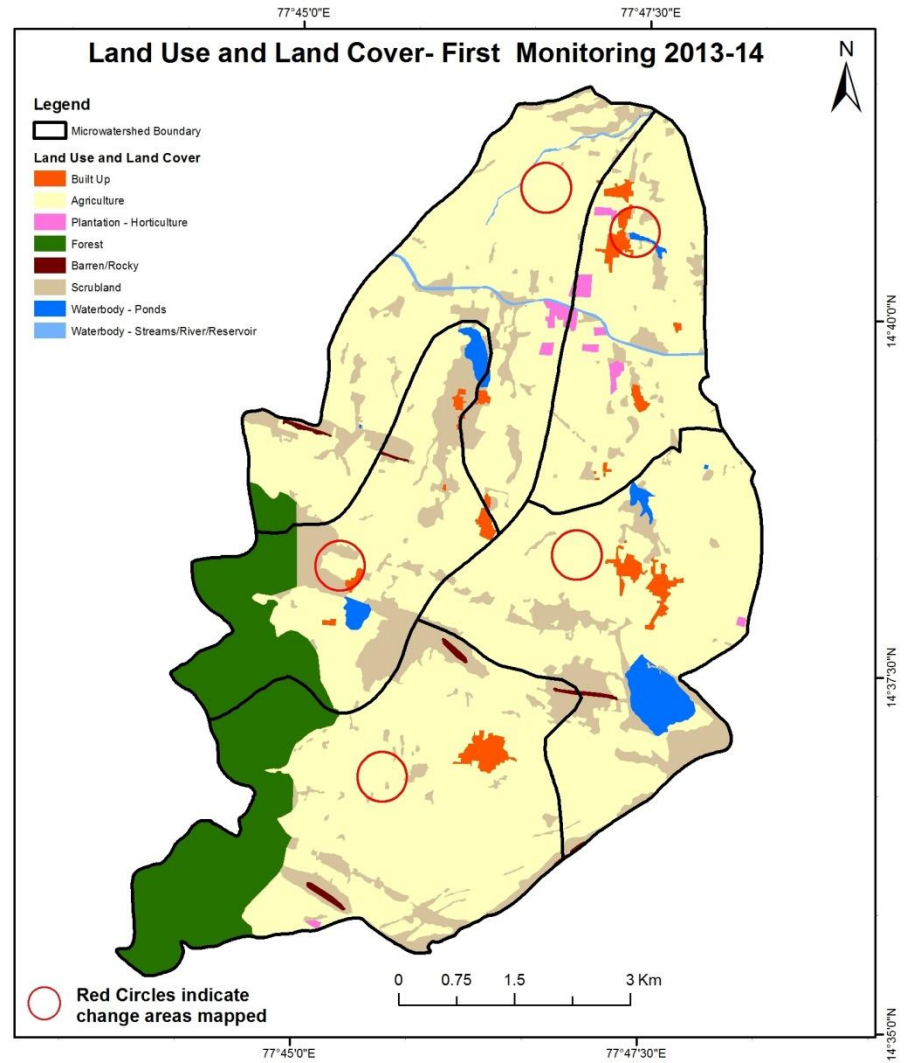 77°45'0"E
77°47'30"E
Land Use and Land Cover- First Monitoring 2013-14
N
Legend
Microwatershed Boundary
Land Use and Land Cover
Built Up
Agriculture
Plantation - Horticulture
Forest
Barren/Rocky
Scrubland
Waterbody - Ponds
Waterbody - Streams/River/Reservoir
14°40'0"N
14°37'30"N
14°35'0"N
Red Circles indicate
change areas mapped
0 0.75 1.5 3 Km
77°45'0"E
77°47'30"E